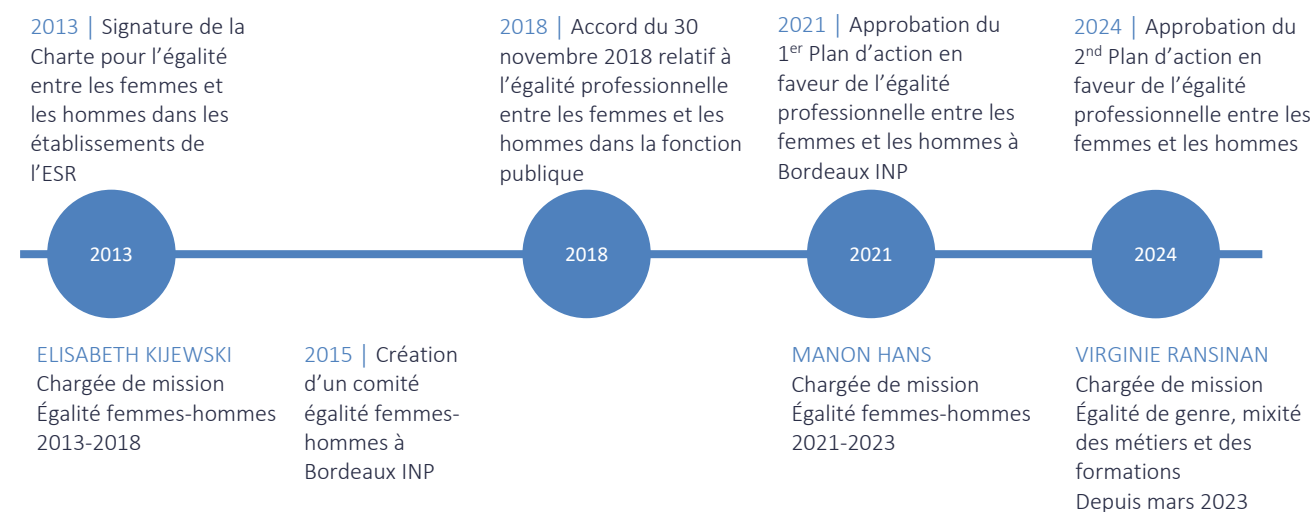 2013 | Signature de la
Charte pour l’égalité
entre les femmes et
les hommes dans les
établissements de
l’ESR
2018 | Accord du 30
novembre 2018 relatif à
l’égalité professionnelle
entre les femmes et les
hommes dans la fonction
publique
2021 | Approbation du
1er Plan d’action en
faveur de l’égalité
professionnelle entre les
femmes et les hommes à
Bordeaux INP
2024 | Approbation du
2nd Plan d’action en
faveur de l’égalité
professionnelle entre les
femmes et les hommes
2013
2018
2021
2024
ELISABETH KIJEWSKI
Chargée de mission
Égalité femmes-hommes
2013-2018
2015 | Création
d’un comité
égalité femmes-
hommes à
Bordeaux INP
MANON HANS
Chargée de mission
Égalité femmes-hommes
2021-2023
VIRGINIE RANSINAN
Chargée de mission
Égalité de genre, mixité
des métiers et des
formations
Depuis mars 2023